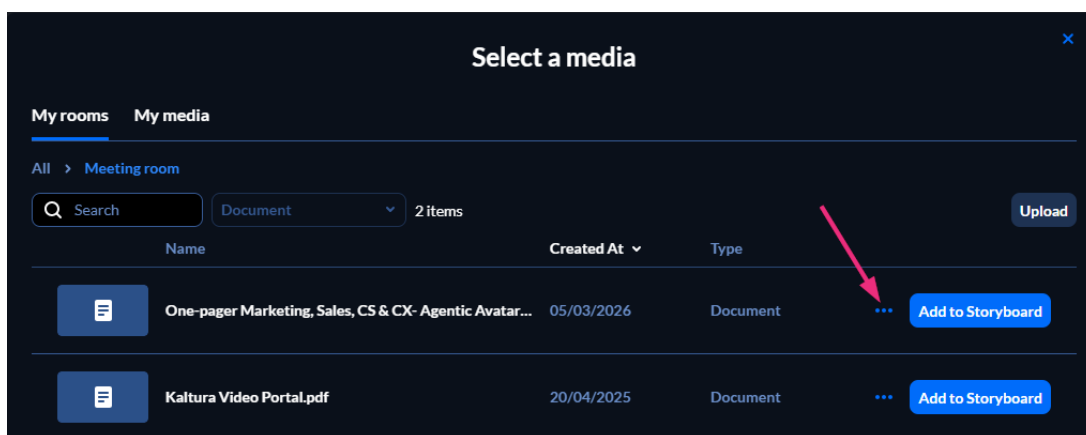 Select a media
×
My rooms My media
All > Meeting room
Search Document 2 items Upload
Name Created At Type
One-pager Marketing, Sales, CS & CX- Agentic Avatar... 05/03/2026 Document ••• Add to Storyboard
Kaltura Video Portal.pdf 20/04/2025 Document ••• Add to Storyboard